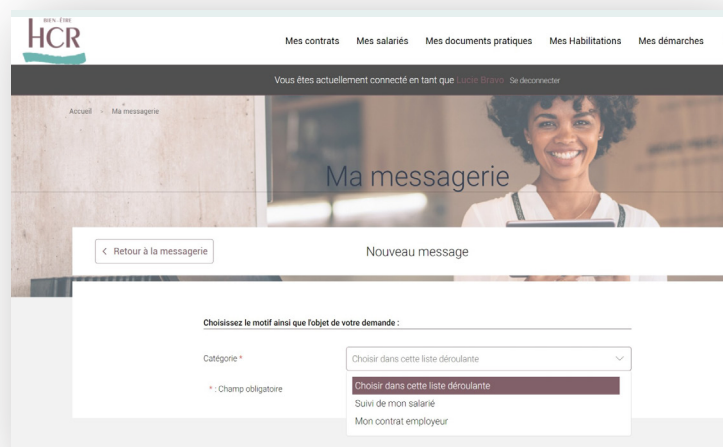 BIEN-ÊTRE
HCR
Mes contrats Mes salariés Mes documents pratiques Mes Habilitations Mes démarches
Vous êtes actuellement connecté en tant que Lucie Bravo Se deconnecter
Accueil Ma messagerie
Ma messagerie
< Retour à la messagerie
Nouveau message
Choisissez le motif ainsi que l'objet de votre demande :
Catégorie *
Choisir dans cette liste déroulante
* : Champ obligatoire
Choisir dans cette liste déroulante
Suivi de mon salarié
Mon contrat employeur